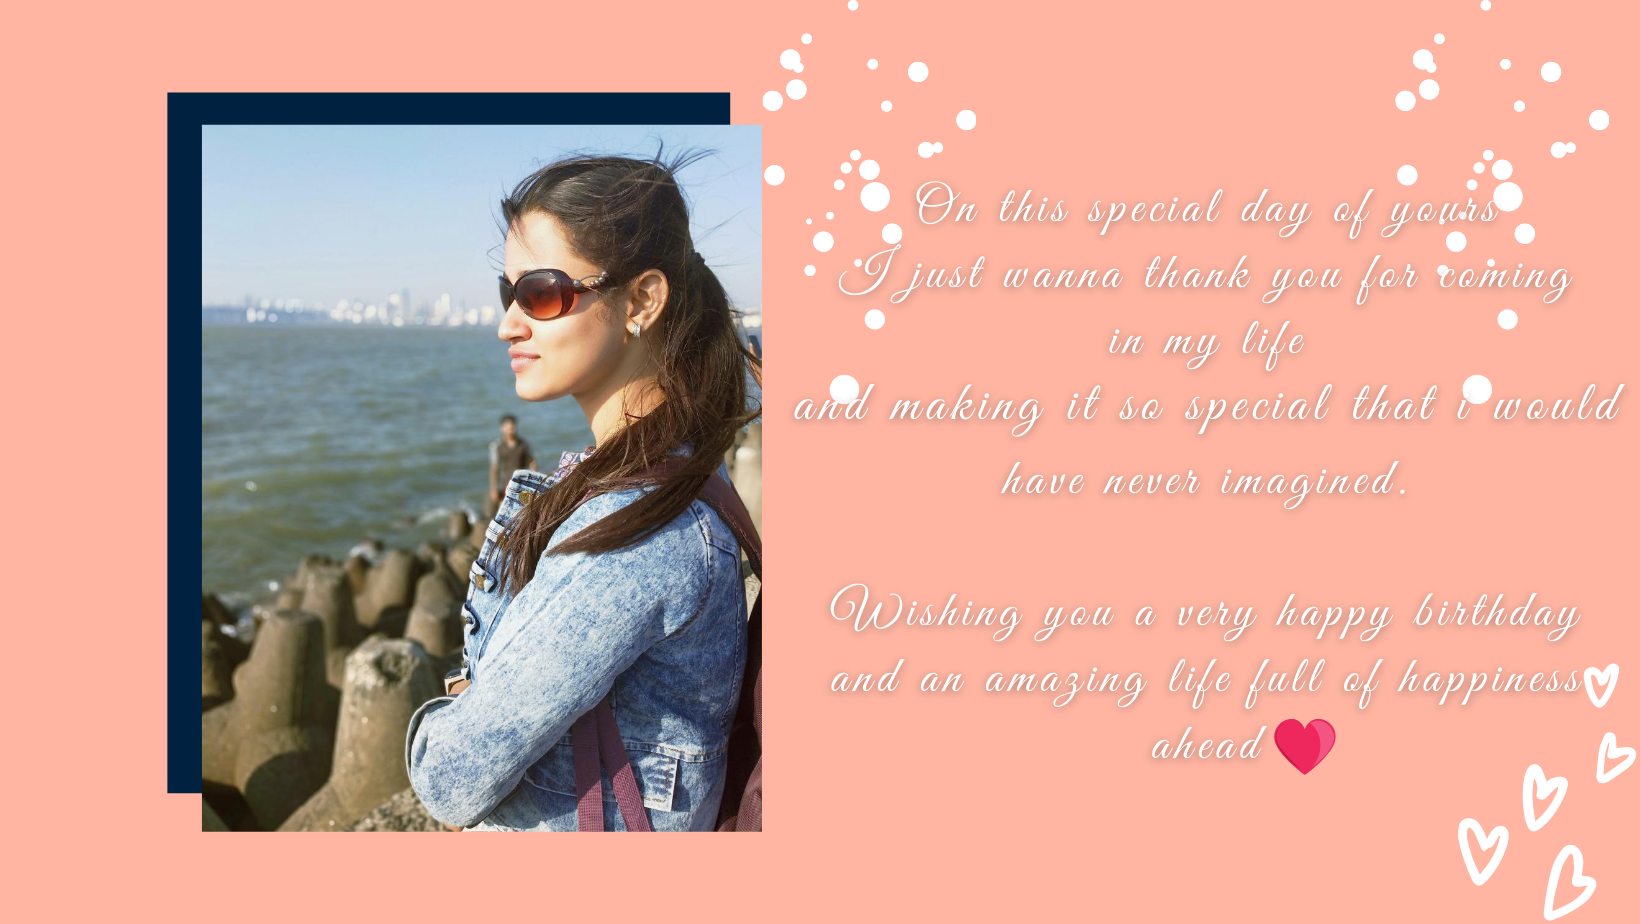 On this special day of yours
I just wanna thank you for coming
in my life
and making it so special that i would
have never imagined.
Wishing you a very happy birthday
and an amazing life full of happiness
ahead